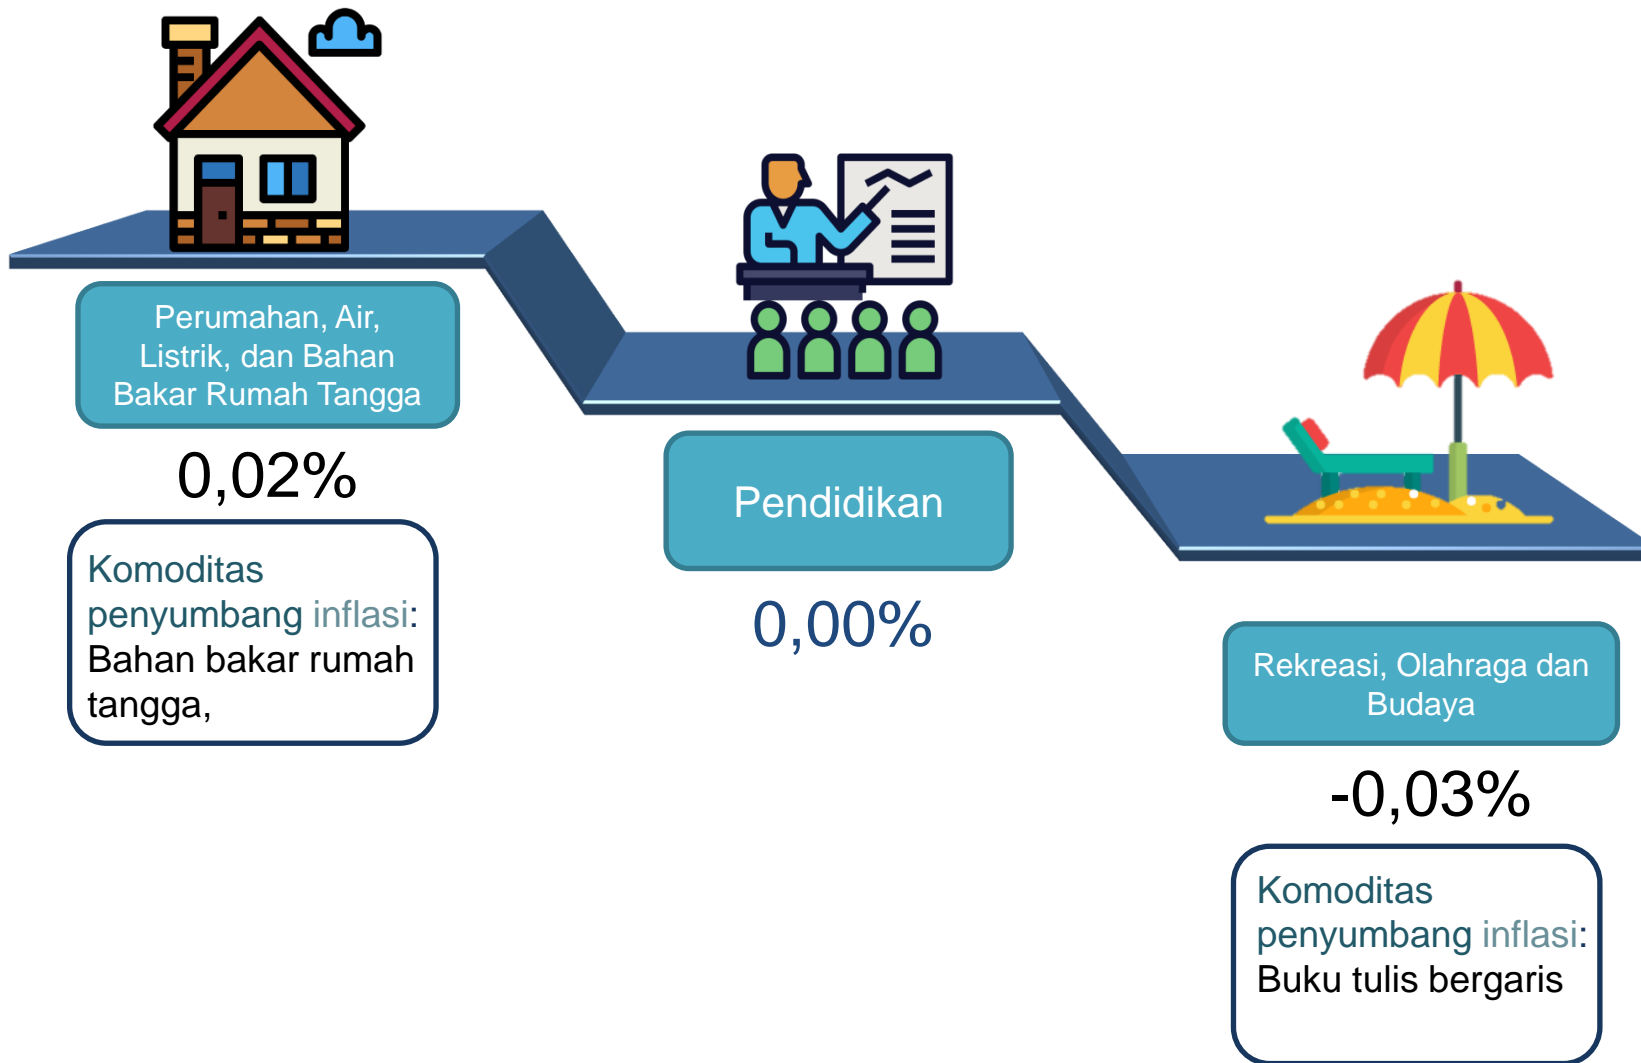 Perumahan, Air,
Listrik, dan Bahan
Bakar Rumah Tangga
0,02%
Komoditas
penyumbang inflasi:
Bahan bakar rumah
tangga,
Pendidikan
0,00%
Rekreasi, Olahraga dan
Budaya
-0,03%
Komoditas
penyumbang inflasi:
Buku tulis bergaris